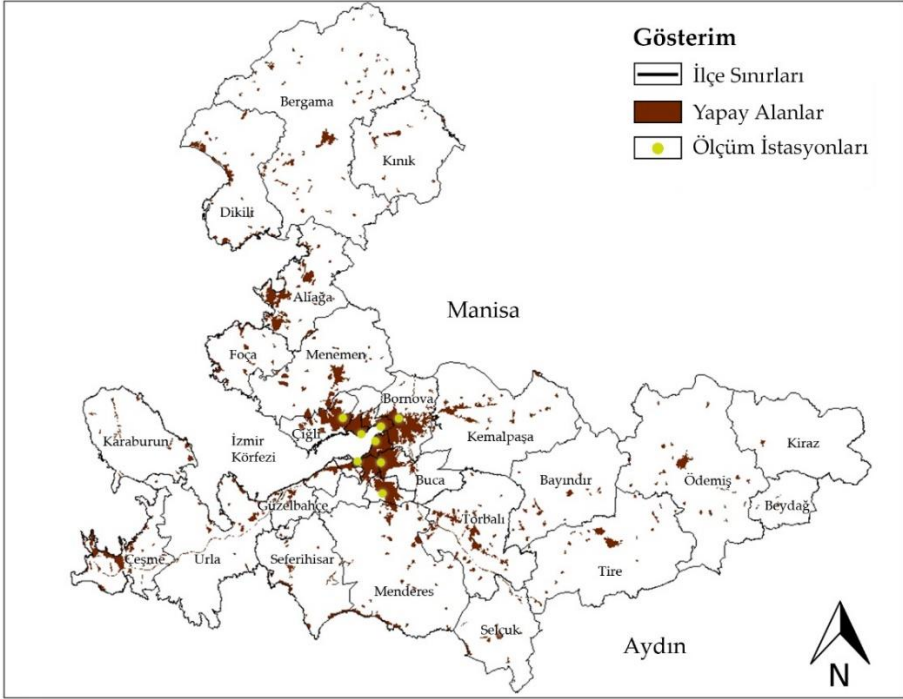 Gösterim
İlçe Sınırları
Yapay Alanlar
Ölçüm İstasyonları
Bergama
Kınık
Dikili
Aliağa
Manisa
Foça
Menemen
Bornova
Karaburun
İzmir
Körfezi
Çiğli
Kemalpaşa
Kiraz
Buca
Bayındır
Ödemiş
Güzelbahçe
Beydağ
Torbalı
Çeşme
Urla
Seferihisar
Tire
Menderes
Selçuk
Aydın
N